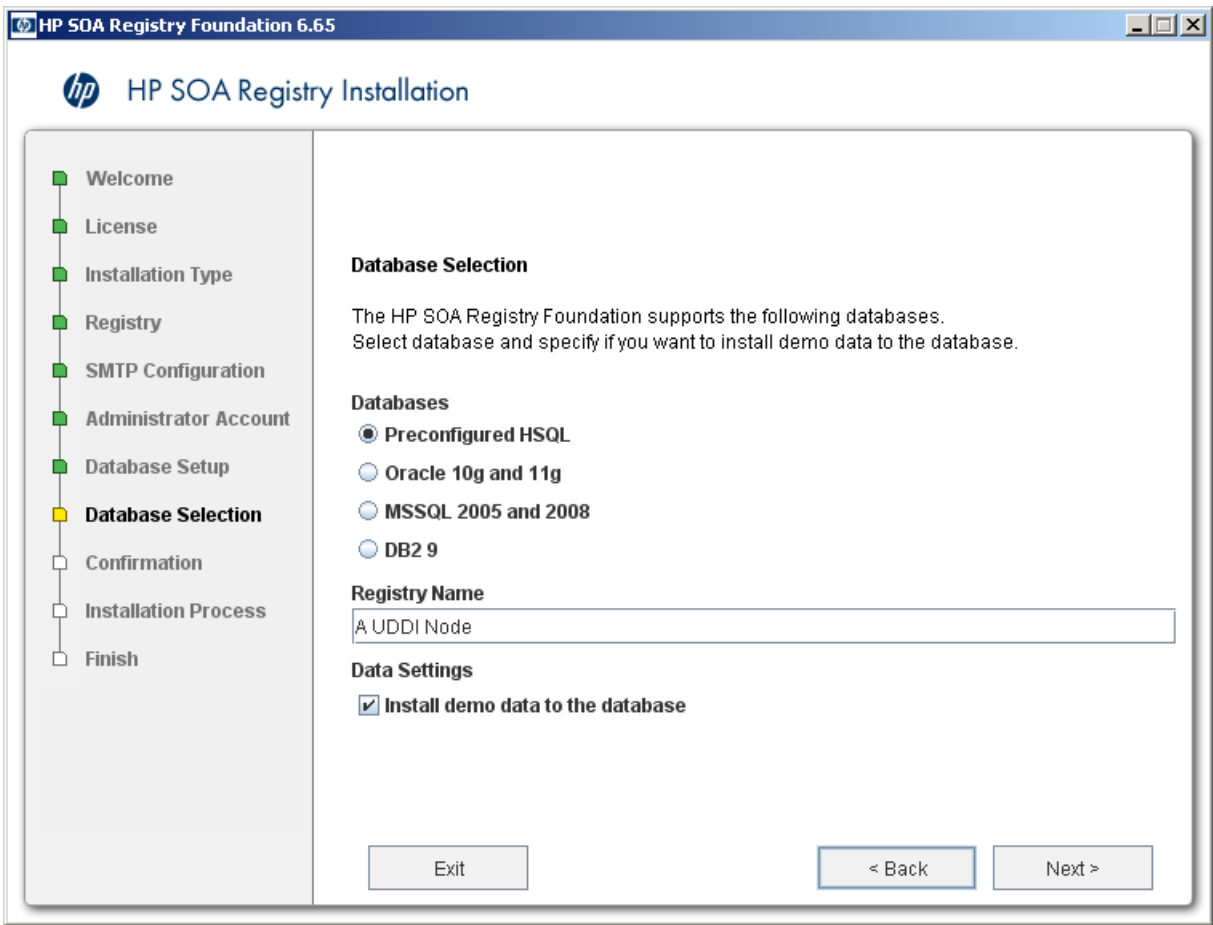 HP SOA Registry Foundation 6.65
hp HP SOA Registry Installation
Welcome
License
Installation Type
Registry
SMTP Configuration
Administrator Account
Database Setup
Database Selection
Confirmation
Installation Process
Finish
Database Selection
The HP SOA Registry Foundation supports the following databases.
Select database and specify if you want to install demo data to the database.
Databases
Preconfigured HSQL
Oracle 10g and 11g
MSSQL 2005 and 2008
DB2 9
Registry Name
A UDDI Node
Data Settings
Install demo data to the database
Exit
< Back
Next >